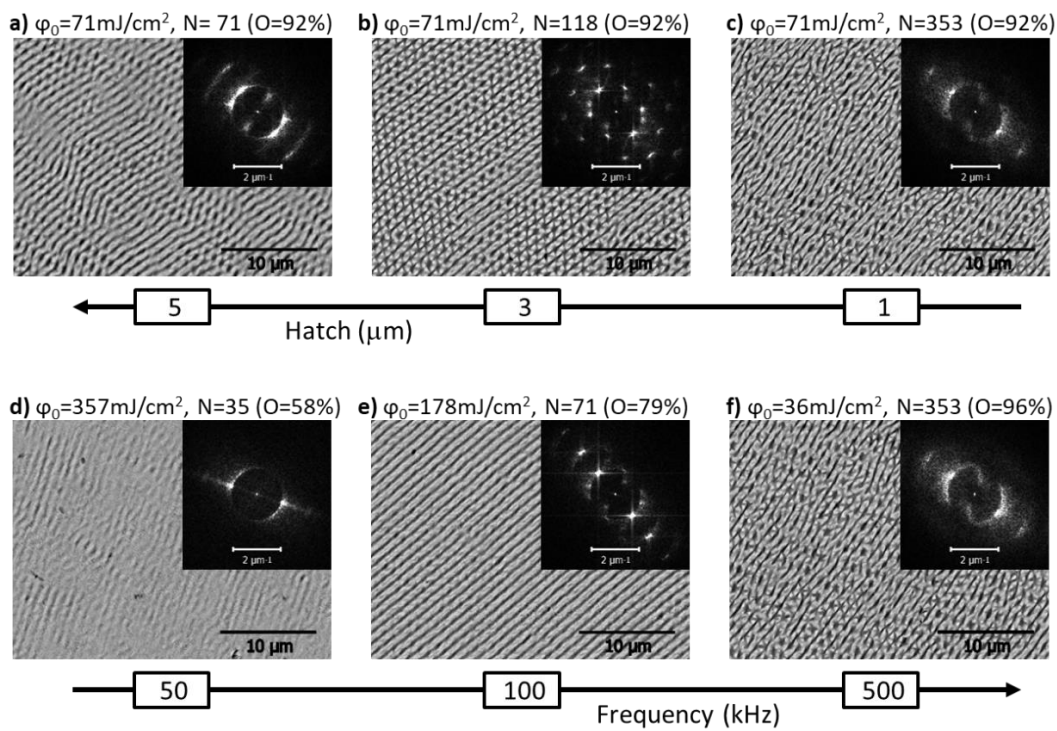 a) φ₀=71mJ/cm², N= 71 (O=92%)
b) φ₀=71mJ/cm², N=118 (O=92%)
c) φ₀=71mJ/cm², N=353 (O=92%)
2 µm⁻¹
2 µm⁻¹
2 µm⁻¹
10 µm
10 µm
10 µm
5
3
1
Hatch (µm)
d) φ₀=357mJ/cm², N=35 (O=58%)
e) φ₀=178mJ/cm², N=71 (O=79%)
f) φ₀=36mJ/cm², N=353 (O=96%)
2 µm⁻¹
2 µm⁻¹
2 µm⁻¹
10 µm
10 µm
10 µm
50
100
500
Frequency (kHz)